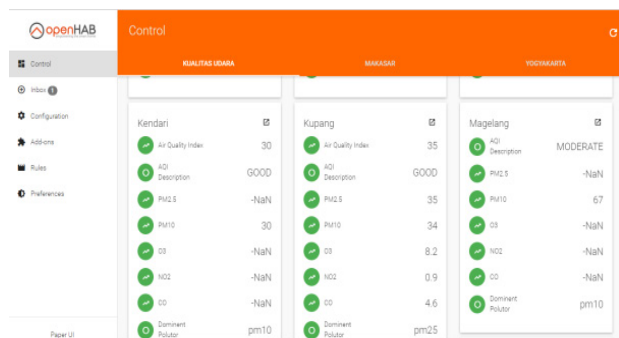 openHAB
Control
Control
KUALITAS UDARA
MAKASAR
YOGYAKARTA
Inbox 1
Configuration
Add-ons
Rules
Preferences
Paper UI
Kendari
Air Quality Index 30
AQI Description GOOD
PM2.5 -NaN
PM10 30
O3 -NaN
NO2 -NaN
CO -NaN
Dominent Polutor pm10
Kupang
Air Quality Index 35
AQI Description GOOD
PM2.5 35
PM10 34
O3 8.2
NO2 0.9
CO 4.6
Dominent Polutor pm25
Magelang
AQI Description MODERATE
PM2.5 -NaN
PM10 67
O3 -NaN
NO2 -NaN
CO -NaN
Dominent Polutor pm10